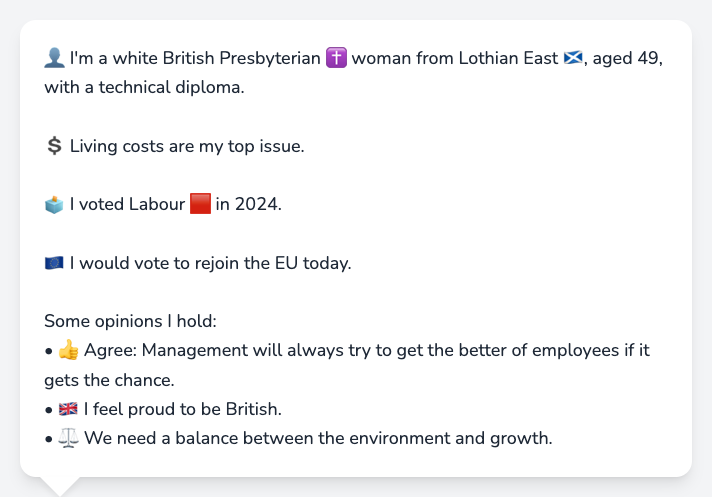 👤 I'm a white British Presbyterian ✝️ woman from Lothian East 🏴󠁧󠁢󠁳󠁣󠁴󠁿, aged 49,
with a technical diploma.
💲 Living costs are my top issue.
🗳️ I voted Labour 🟥 in 2024.
🇪🇺 I would vote to rejoin the EU today.
Some opinions I hold:
• 👍 Agree: Management will always try to get the better of employees if it
gets the chance.
• 🇬🇧 I feel proud to be British.
• ⚖️ We need a balance between the environment and growth.